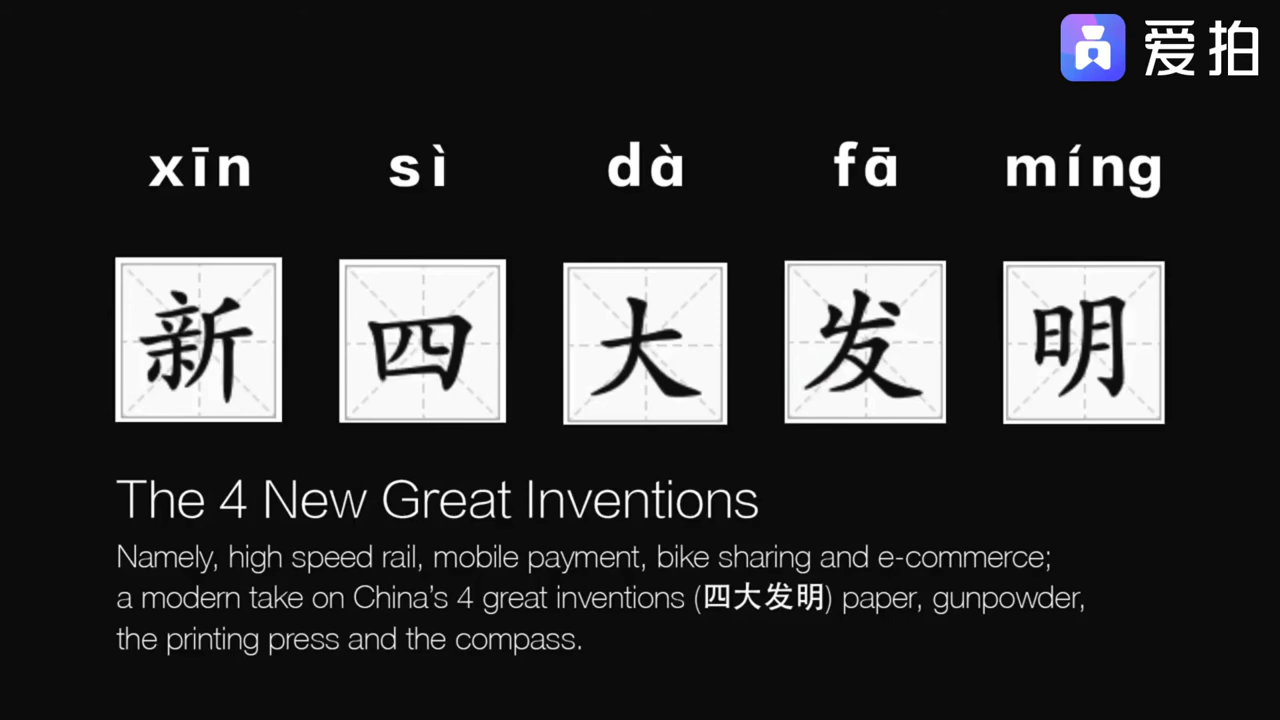 爱拍
xīn sì dà fā míng
新 四 大 发 明
The 4 New Great Inventions
Namely, high speed rail, mobile payment, bike sharing and e-commerce;
a modern take on China's 4 great inventions (四大发明) paper, gunpowder,
the printing press and the compass.